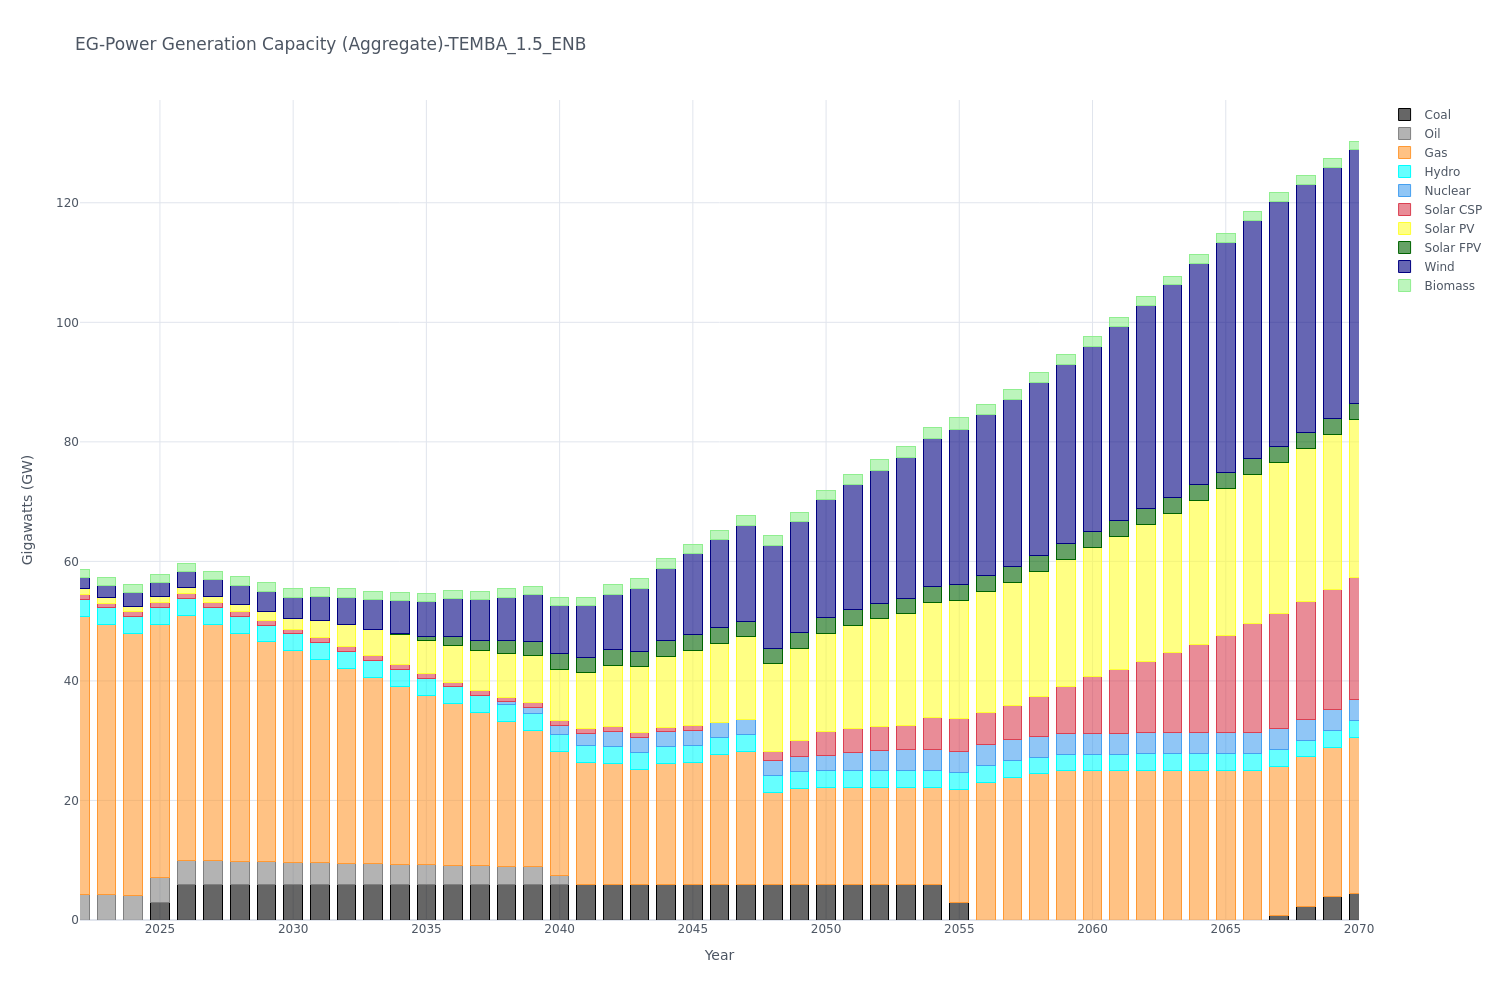 EG-Power Generation Capacity (Aggregate)-TEMBA_1.5_ENB
Coal
Oil
Gas
Hydro
Nuclear
Solar CSP
Solar PV
Solar FPV
Wind
Biomass
120
100
80
60
40
20
0
Gigawatts (GW)
2025
2030
2035
2040
2045
2050
2055
2060
2065
2070
Year